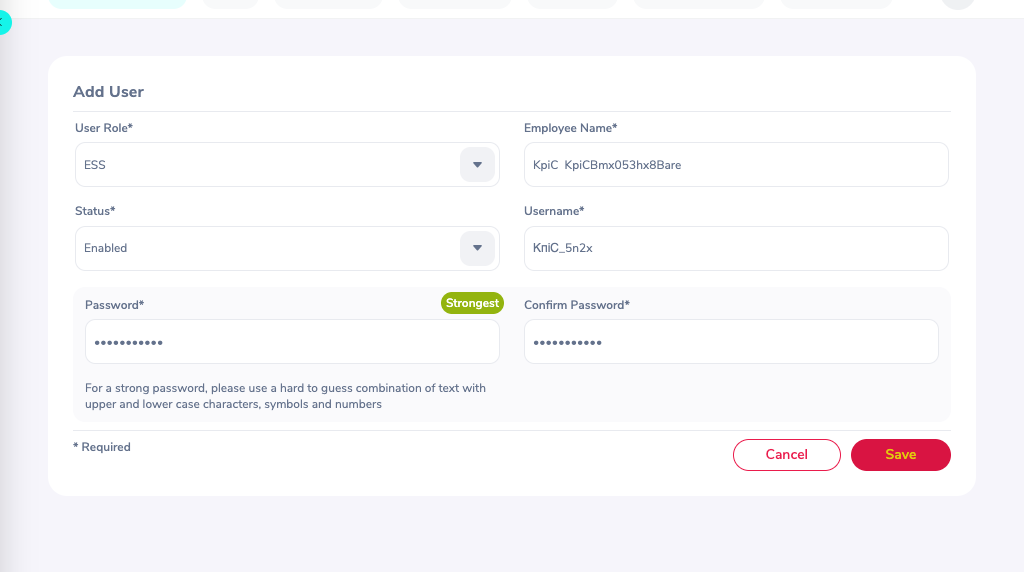 Add User
User Role*
Employee Name*
ESS
KpiC  KpiCBmx053hx8Bare
Status*
Username*
Enabled
КпіС_5n2x
Password*
Strongest
Confirm Password*
•••••••••••
•••••••••••
For a strong password, please use a hard to guess combination of text with
upper and lower case characters, symbols and numbers
* Required
Cancel
Save